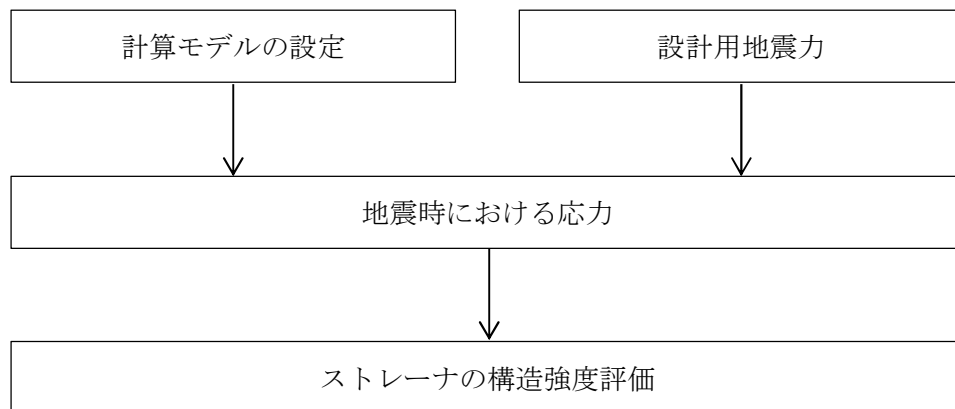 計算モデルの設定
設計用地震力
地震時における応力
ストレーナの構造強度評価